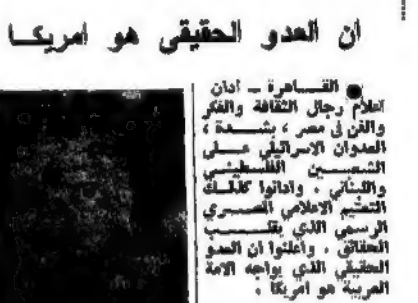 ان العدو الحقيقي هو امريكا
● القاهرة ـ ادان
اعلام رجال الثقافة والفكر
والفن في مصر ، بشدة ،
العدوان الاسرائيلي على
الشعبين الفلسطيني
واللبناني . وادانوا كذلك
التعتيم الاعلامي المصري
الرسمي الذي يقلب
الحقائق . واعلنوا ان العدو
الحقيقي الذي يواجه الامة
العربية هو امريكا .